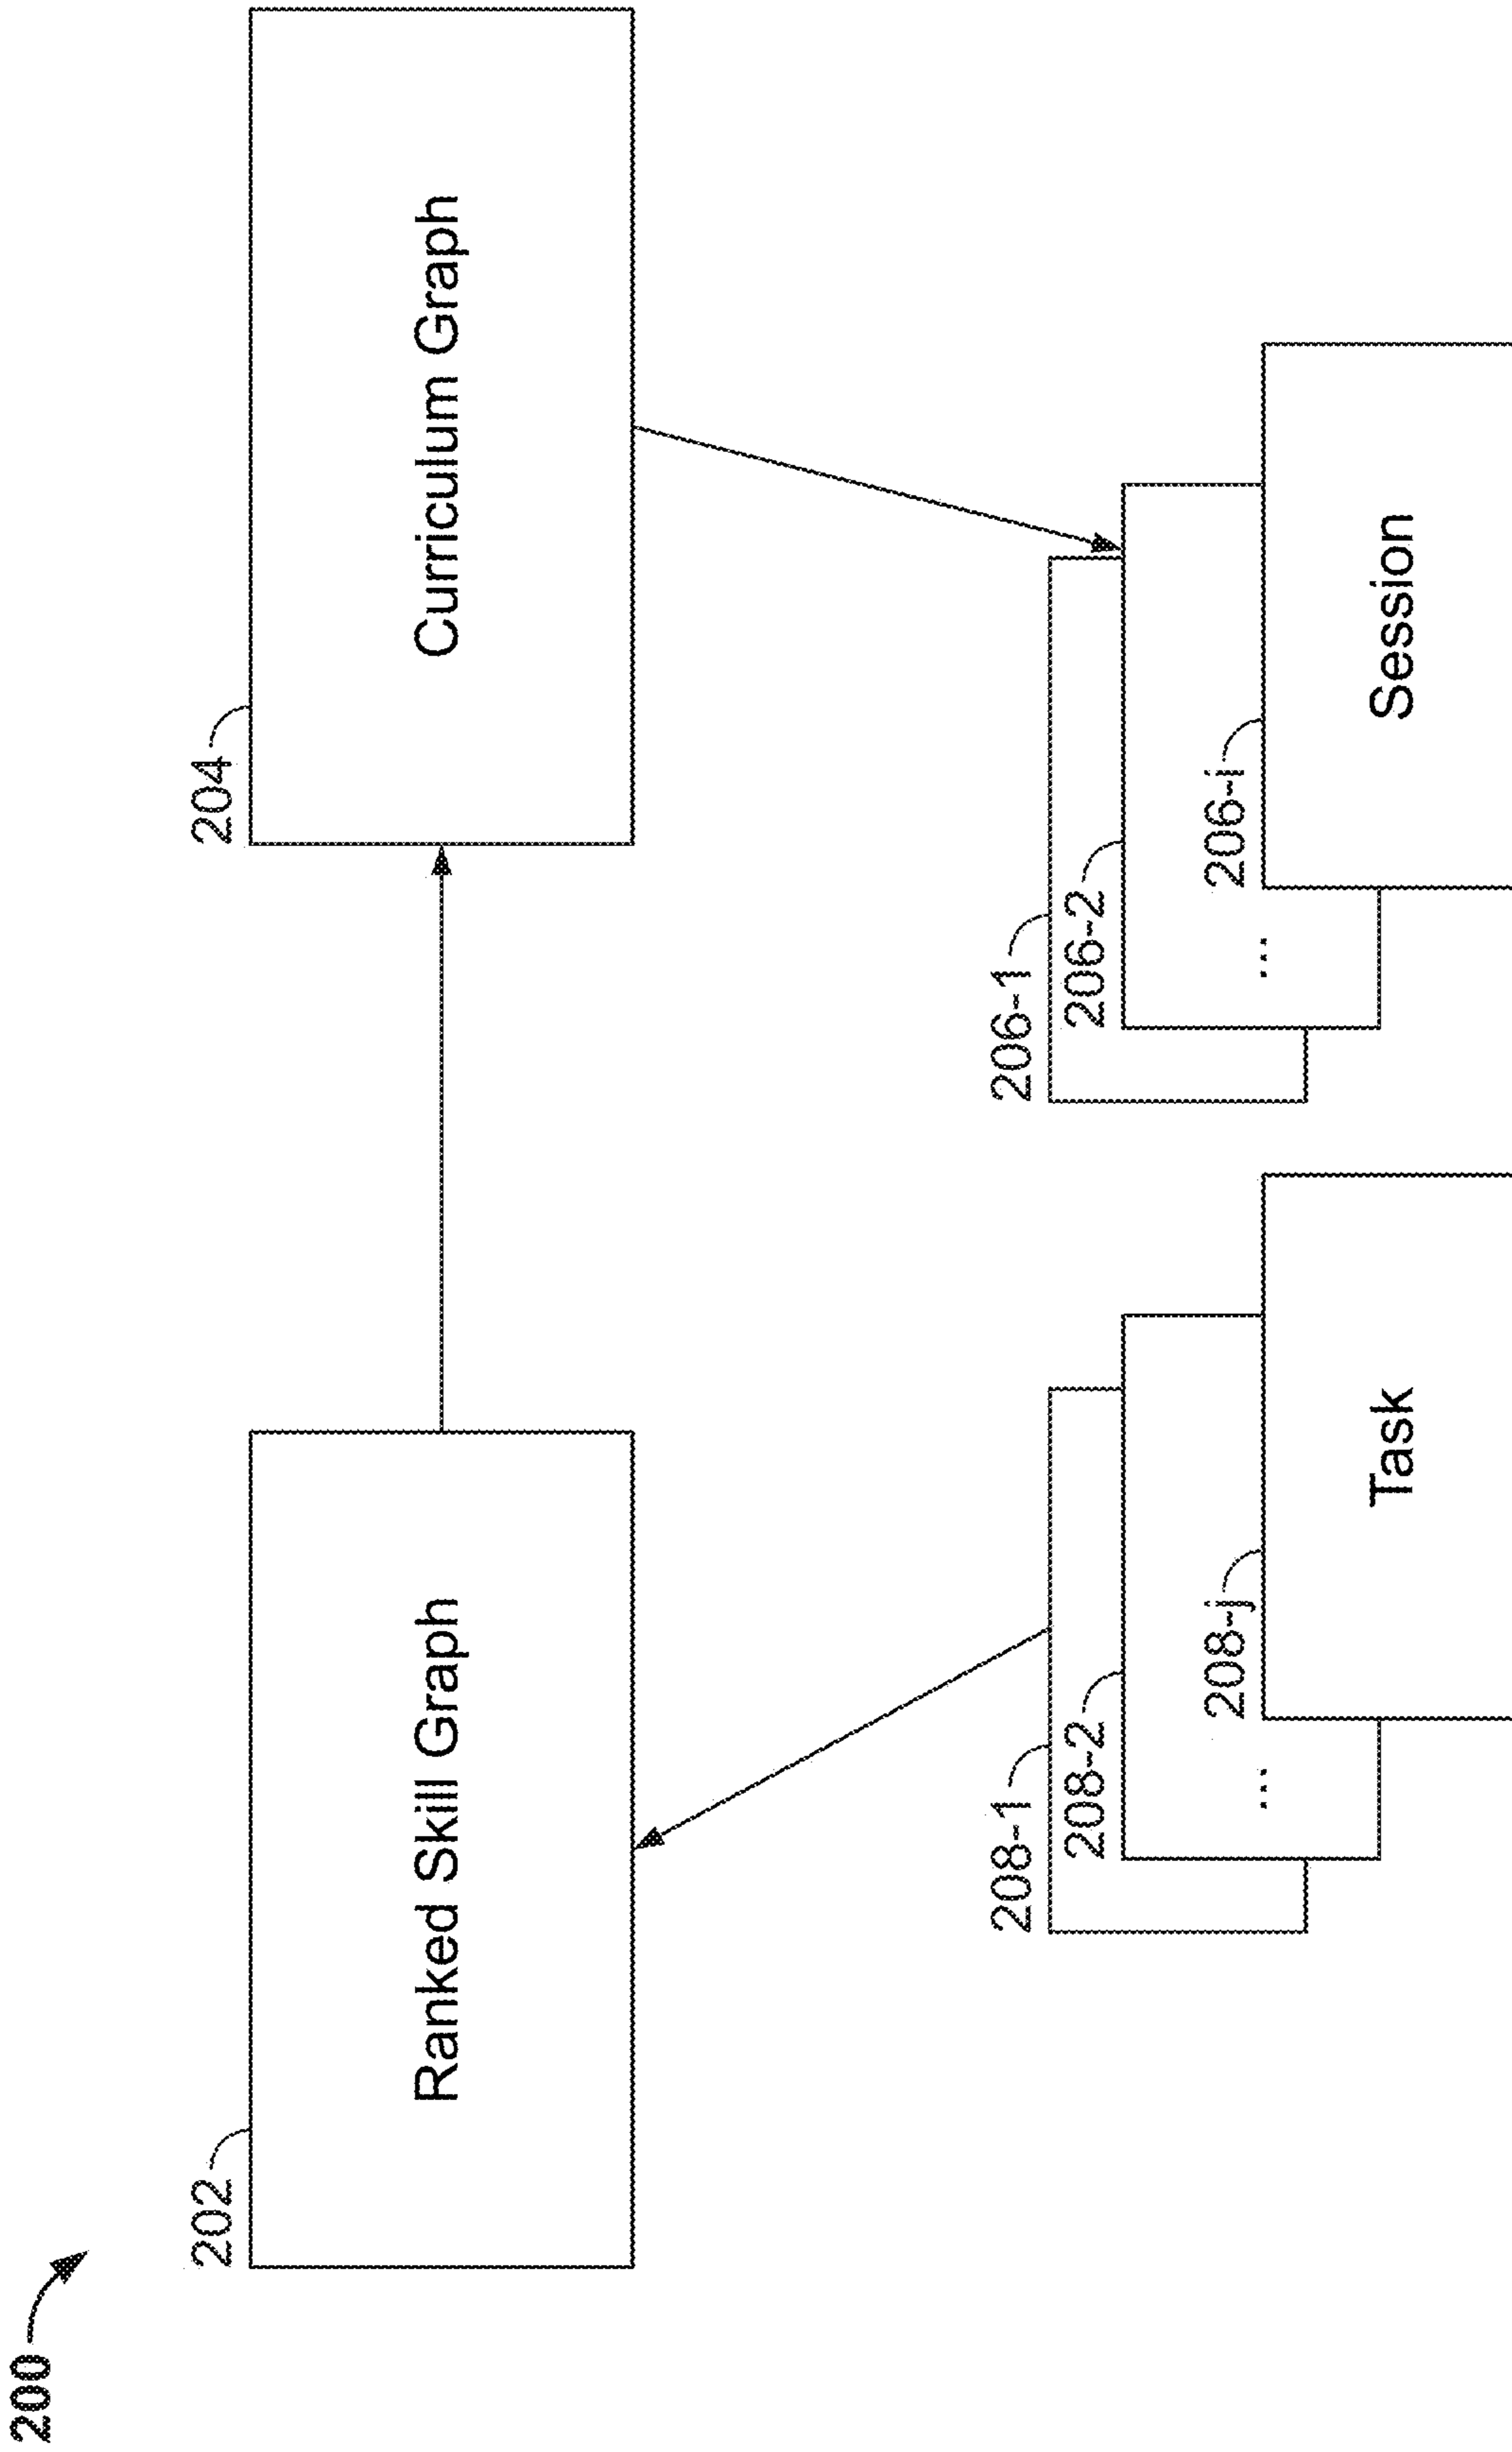 200
202
Ranked Skill Graph
204
Curriculum Graph
208-1
208-2
...
208-j
Task
206-1
206-2
...
206-i
Session